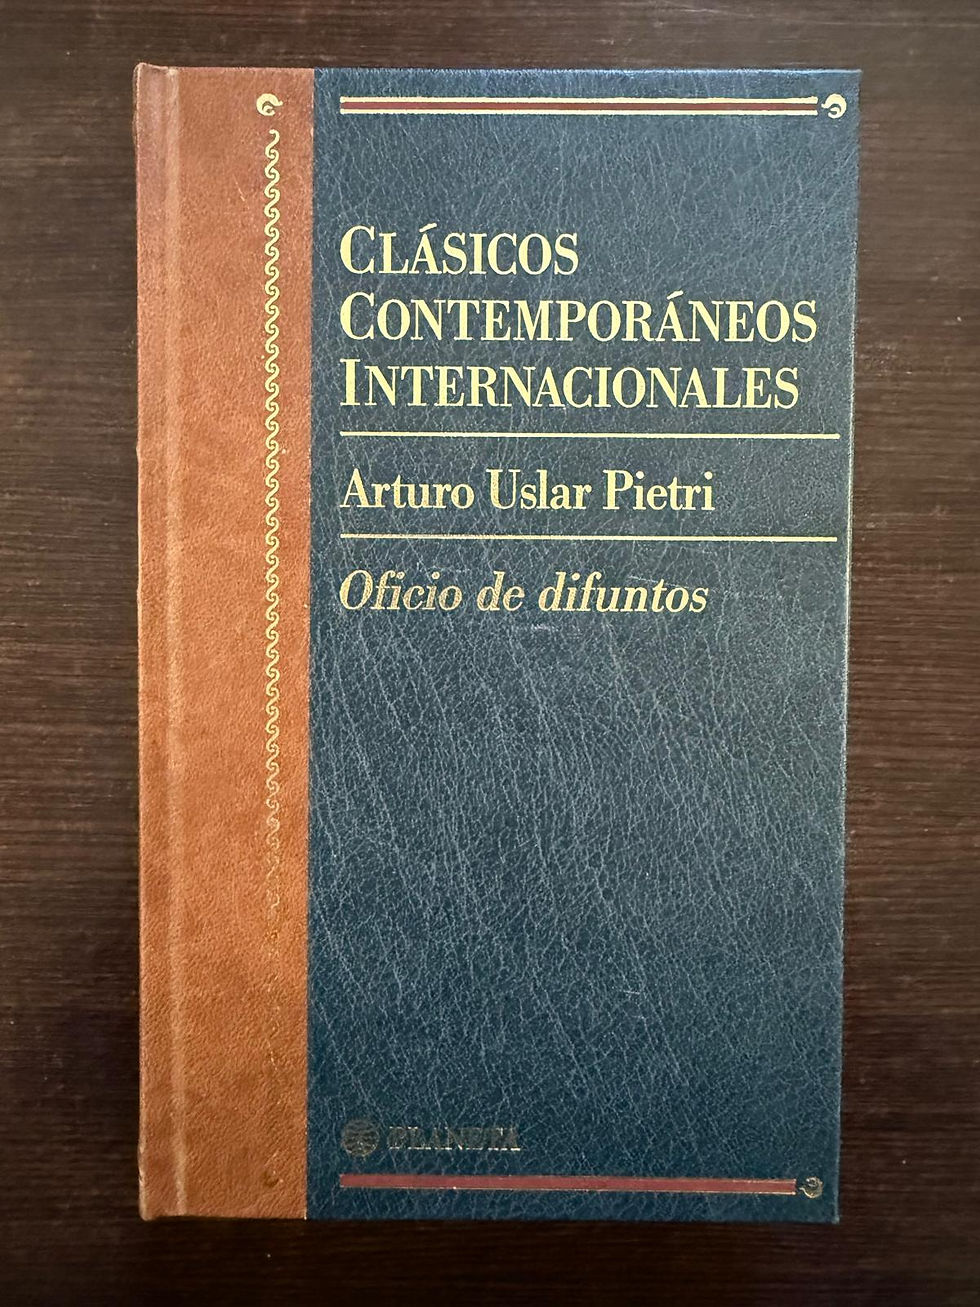 CLÁSICOS
CONTEMPORÁNEOS
INTERNACIONALES
Arturo Uslar Pietri
Oficio de difuntos
PLANETA